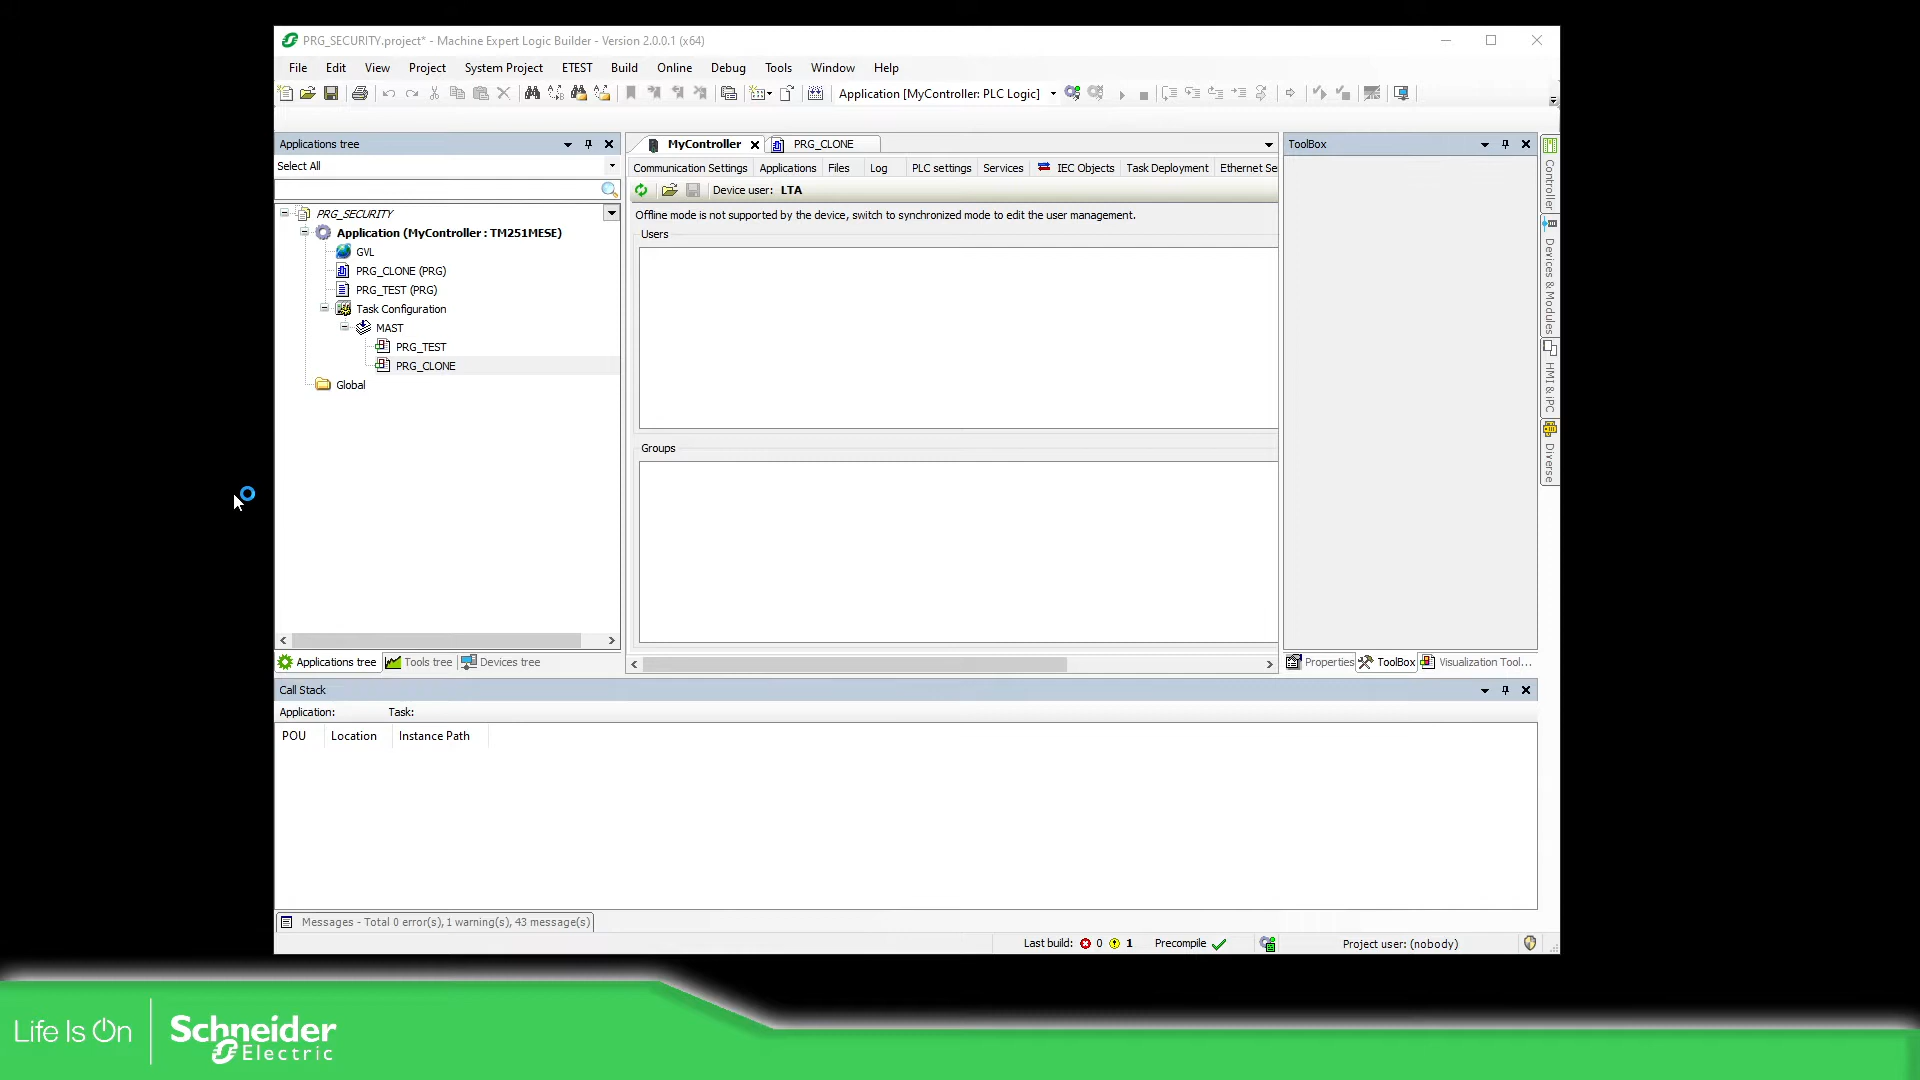 PRG_SECURITY.project* - Machine Expert Logic Builder - Version 2.0.0.1 (x64)
File Edit View Project System Project ETEST Build Online Debug Tools Window Help
Application [MyController: PLC Logic]
Applications tree
Select All
PRG_SECURITY
Application (MyController : TM251MESE)
GVL
PRG_CLONE (PRG)
PRG_TEST (PRG)
Task Configuration
MAST
PRG_TEST
PRG_CLONE
Global
Applications tree Tools tree Devices tree
MyController PRG_CLONE
Communication Settings Applications Files Log PLC settings Services IEC Objects Task Deployment Ethernet Se
Device user: LTA
Offline mode is not supported by the device, switch to synchronized mode to edit the user management.
Users
Groups
ToolBox
Properties ToolBox Visualization Tool...
Controller
Devices & Modules
HMI & iPC
Diverse
Call Stack
Application: Task:
POU Location Instance Path
Messages - Total 0 error(s), 1 warning(s), 43 message(s)
Last build: 0 1 Precompile Project user: (nobody)
Life Is On
Schneider
Electric